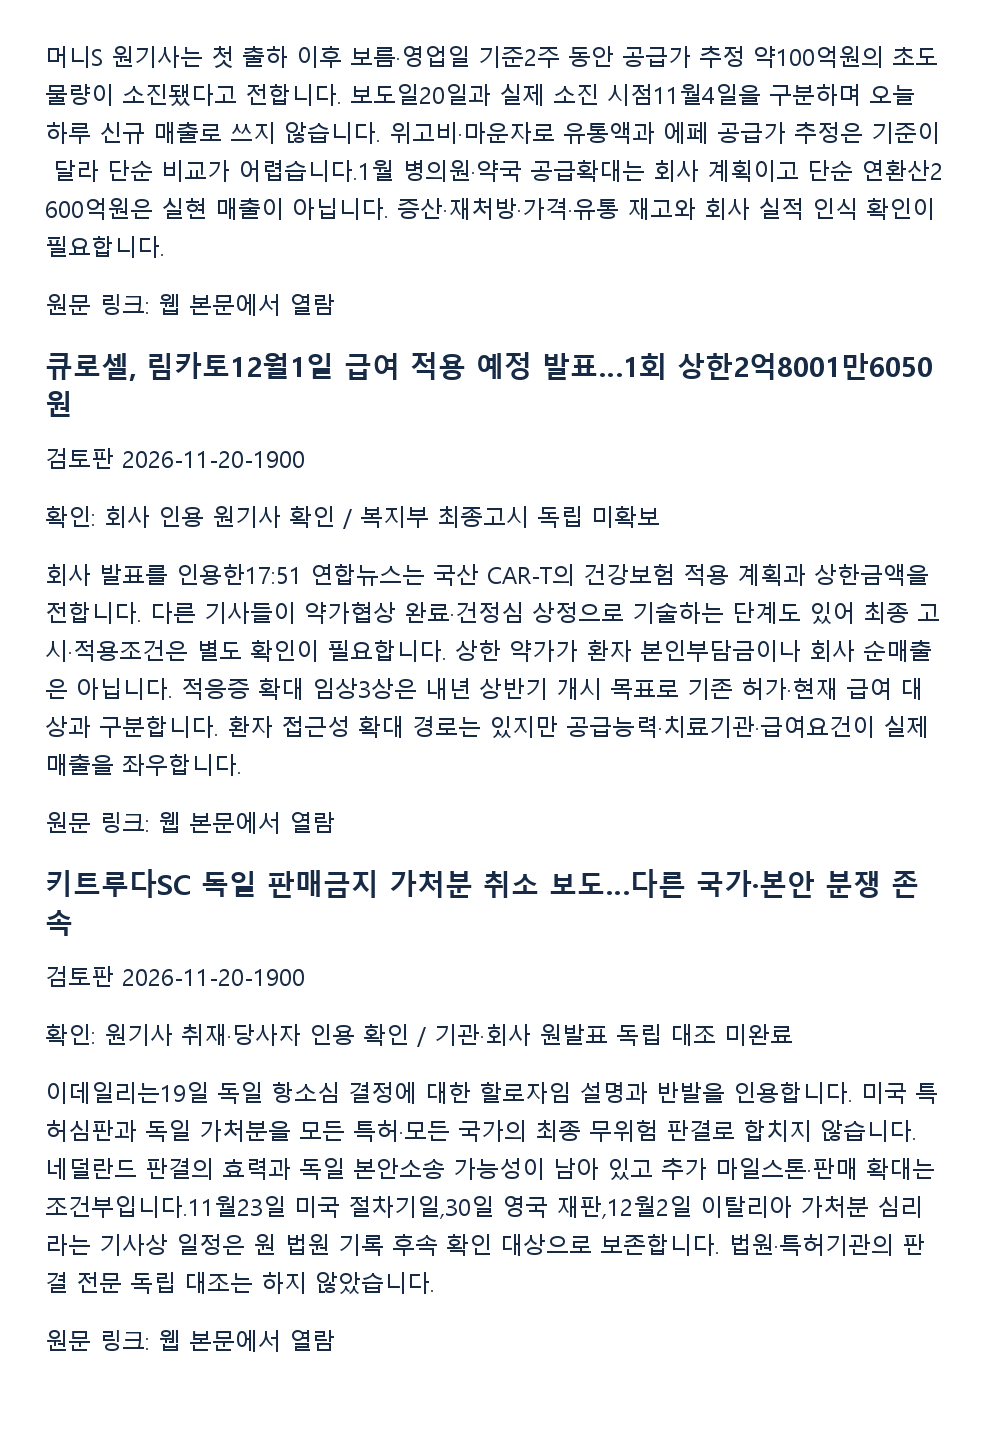 머니S 원기사는 첫 출하 이후 보름·영업일 기준2주 동안 공급가 추정 약100억원의 초도
물량이 소진됐다고 전합니다. 보도일20일과 실제 소진 시점11월4일을 구분하며 오늘
하루 신규 매출로 쓰지 않습니다. 위고비·마운자로 유통액과 에페 공급가 추정은 기준이
달라 단순 비교가 어렵습니다.1월 병의원·약국 공급확대는 회사 계획이고 단순 연환산2
600억원은 실현 매출이 아닙니다. 증산·재처방·가격·유통 재고와 회사 실적 인식 확인이
필요합니다.
원문 링크: 웹 본문에서 열람
큐로셀, 림카토12월1일 급여 적용 예정 발표...1회 상한2억8001만6050
원
검토판 2026-11-20-1900
확인: 회사 인용 원기사 확인 / 복지부 최종고시 독립 미확보
회사 발표를 인용한17:51 연합뉴스는 국산 CAR-T의 건강보험 적용 계획과 상한금액을
전합니다. 다른 기사들이 약가협상 완료·건정심 상정으로 기술하는 단계도 있어 최종 고
시·적용조건은 별도 확인이 필요합니다. 상한 약가가 환자 본인부담금이나 회사 순매출
은 아닙니다. 적응증 확대 임상3상은 내년 상반기 개시 목표로 기존 허가·현재 급여 대
상과 구분합니다. 환자 접근성 확대 경로는 있지만 공급능력·치료기관·급여요건이 실제
매출을 좌우합니다.
원문 링크: 웹 본문에서 열람
키트루다SC 독일 판매금지 가처분 취소 보도...다른 국가·본안 분쟁 존
속
검토판 2026-11-20-1900
확인: 원기사 취재·당사자 인용 확인 / 기관·회사 원발표 독립 대조 미완료
이데일리는19일 독일 항소심 결정에 대한 할로자임 설명과 반발을 인용합니다. 미국 특
허심판과 독일 가처분을 모든 특허·모든 국가의 최종 무위험 판결로 합치지 않습니다.
네덜란드 판결의 효력과 독일 본안소송 가능성이 남아 있고 추가 마일스톤·판매 확대는
조건부입니다.11월23일 미국 절차기일,30일 영국 재판,12월2일 이탈리아 가처분 심리
라는 기사상 일정은 원 법원 기록 후속 확인 대상으로 보존합니다. 법원·특허기관의 판
결 전문 독립 대조는 하지 않았습니다.
원문 링크: 웹 본문에서 열람